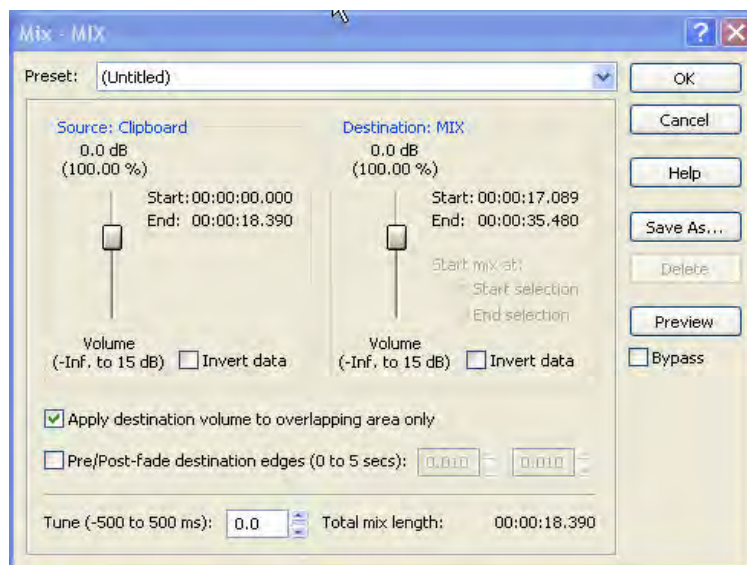 Mix - MIX
Preset: (Untitled) OK
Source: Clipboard Destination: MIX Cancel
0.0 dB 0.0 dB
(100.00 %) (100.00 %) Help
Start: 00:00:00.000 Start: 00:00:17.089
End: 00:00:18.390 End: 00:00:35.480 Save As...
Start mix at: Delete
Start selection
End selection Preview
Volume Volume
(-Inf. to 15 dB) Invert data (-Inf. to 15 dB) Invert data Bypass
Apply destination volume to overlapping area only
Pre/Post-fade destination edges (0 to 5 secs): 0.010 0.010
Tune (-500 to 500 ms): 0.0 Total mix length: 00:00:18.390